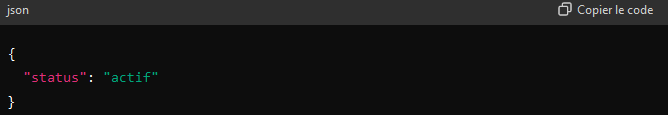 json
Copier le code
{
"status": "actif"
}